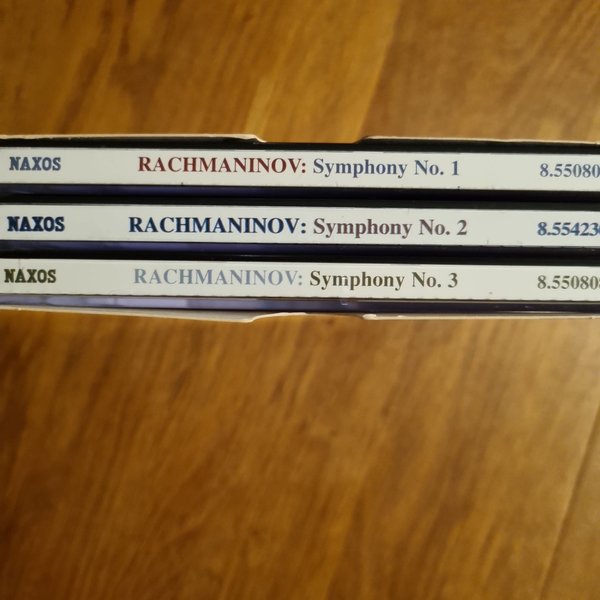 NAXOS RACHMANINOV: Symphony No. 1 8.55080
NAXOS RACHMANINOV: Symphony No. 2 8.55423
NAXOS RACHMANINOV: Symphony No. 3 8.55080